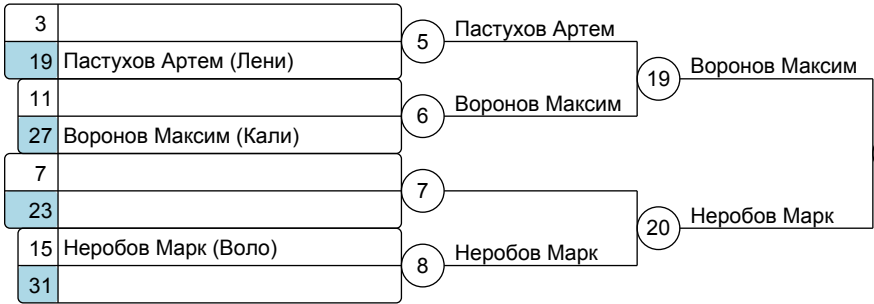 3
5
Пастухов Артем
19 Пастухов Артем (Лени)
19
Воронов Максим
11
6
Воронов Максим
27 Воронов Максим (Кали)
7
7
23
20
Неробов Марк
15 Неробов Марк (Воло)
8
Неробов Марк
31